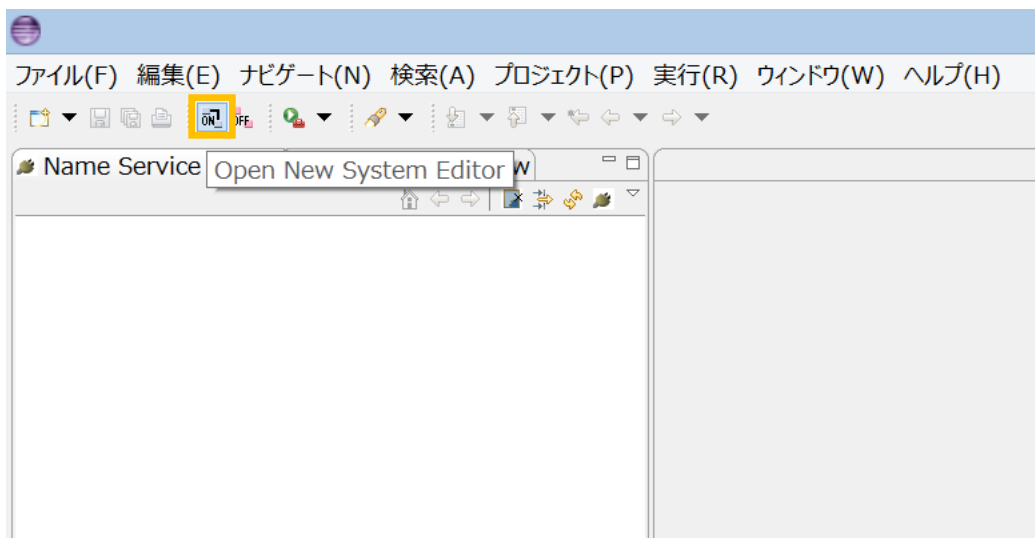 ファイル(F) 編集(E) ナビゲート(N) 検索(A) プロジェクト(P) 実行(R) ウィンドウ(W) ヘルプ(H)
ON OFF
Name Service
Open New System Editor
w